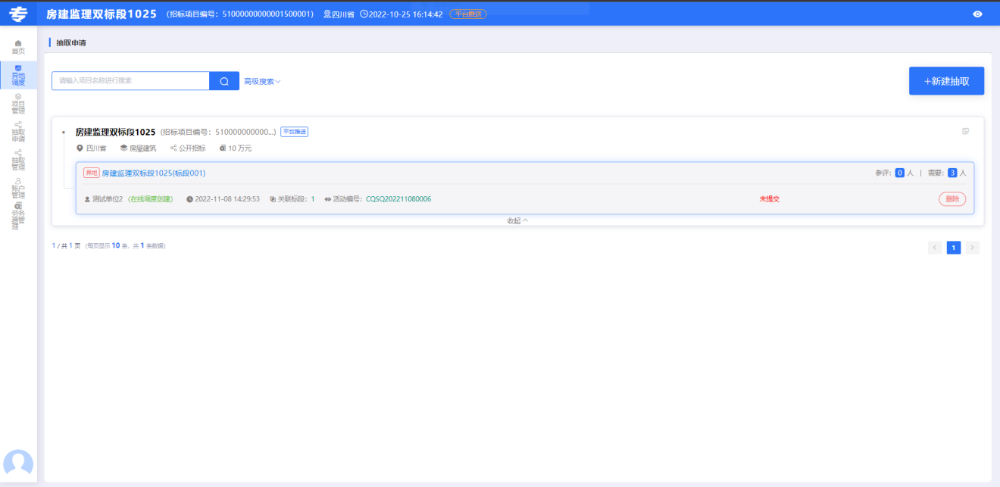 专 房建监理双标段1025 (招标项目编号：51000000000001500001) 四川省 2022-10-25 16:14:42 平台推送
首页
异地
调度
项目
管理
抽取
申请
抽取
管理
账户
管理
劳务
费管
理
抽取申请
请输入项目名称进行搜索 高级搜索 +新建抽取
房建监理双标段1025 (招标项目编号：510000000000...) 平台推送
四川省 房屋建筑 公开招标 10 万元
异地 房建监理双标段1025(标段001) 参评：0 人 | 需要：3 人
测试单位2 (在线调度创建) 2022-11-08 14:29:53 关联标段：1 活动编号：CQSQ202211080006 未提交 删除
收起
1 / 共 1 页 (每页显示 10 条，共 1 条数据) < 1 >